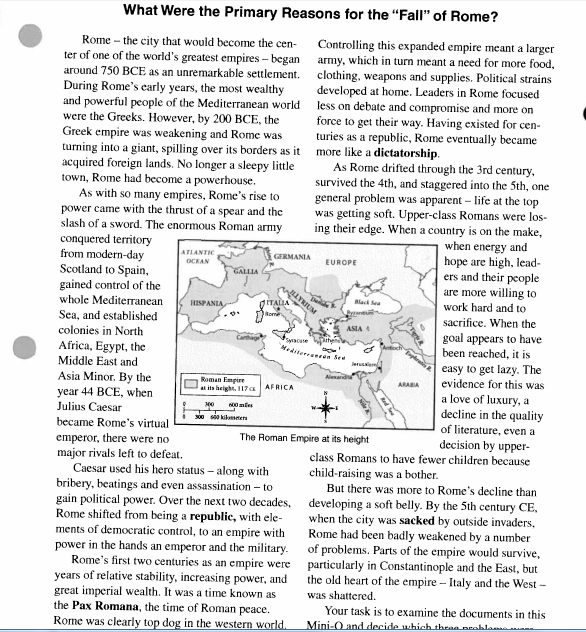 What Were the Primary Reasons for the “Fall” of Rome?
Rome – the city that would become the cen-
ter of one of the world’s greatest empires – began
around 750 BCE as an unremarkable settlement.
During Rome’s early years, the most wealthy
and powerful people of the Mediterranean world
were the Greeks. However, by 200 BCE, the
Greek empire was weakening and Rome was
turning into a giant, spilling over its borders as it
acquired foreign lands. No longer a sleepy little
town, Rome had become a powerhouse.
As with so many empires, Rome’s rise to
power came with the thrust of a spear and the
slash of a sword. The enormous Roman army
conquered territory
from modern-day
Scotland to Spain,
gained control of the
whole Mediterranean
Sea, and established
colonies in North
Africa, Egypt, the
Middle East and
Asia Minor. By the
year 44 BCE, when
Julius Caesar
became Rome’s virtual
emperor, there were no
major rivals left to defeat.
Caesar used his hero status – along with
bribery, beatings and even assassination – to
gain political power. Over the next two decades,
Rome shifted from being a republic, with ele-
ments of democratic control, to an empire with
power in the hands an emperor and the military.
Rome’s first two centuries as an empire were
years of relative stability, increasing power, and
great imperial wealth. It was a time known as
the Pax Romana, the time of Roman peace.
Rome was clearly top dog in the western world.
Controlling this expanded empire meant a larger
army, which in turn meant a need for more food,
clothing, weapons and supplies. Political strains
developed at home. Leaders in Rome focused
less on debate and compromise and more on
force to get their way. Having existed for cen-
turies as a republic, Rome eventually became
more like a dictatorship.
As Rome drifted through the 3rd century,
survived the 4th, and staggered into the 5th, one
general problem was apparent – life at the top
was getting soft. Upper-class Romans were los-
ing their edge. When a country is on the make,
when energy and
hope are high, lead-
ers and their people
are more willing to
work hard and to
sacrifice. When the
goal appears to have
been reached, it is
easy to get lazy. The
evidence for this was
a love of luxury, a
decline in the quality
of literature, even a
decision by upper-
class Romans to have fewer children because
child-raising was a bother.
But there was more to Rome’s decline than
developing a soft belly. By the 5th century CE,
when the city was sacked by outside invaders,
Rome had been badly weakened by a number
of problems. Parts of the empire would survive,
particularly in Constantinople and the East, but
the old heart of the empire – Italy and the West –
was shattered.
Your task is to examine the documents in this
Mini-Q and decide which three problems were
ATLANTIC
OCEAN
GERMANIA
EUROPE
GALLIA
HISPANIA
ITALIA
Rome
ILLYRIUM
Danube
Black Sea
Byzantium
ASIA
Carthage
Syracuse
Athens
Antioch
Mediterranean Sea
Jerusalem
Alexandria
ARABIA
AFRICA
Red Sea
Roman Empire
at its height, 117 CE
0 300 600 miles
0 300 600 kilometers
N
The Roman Empire at its height